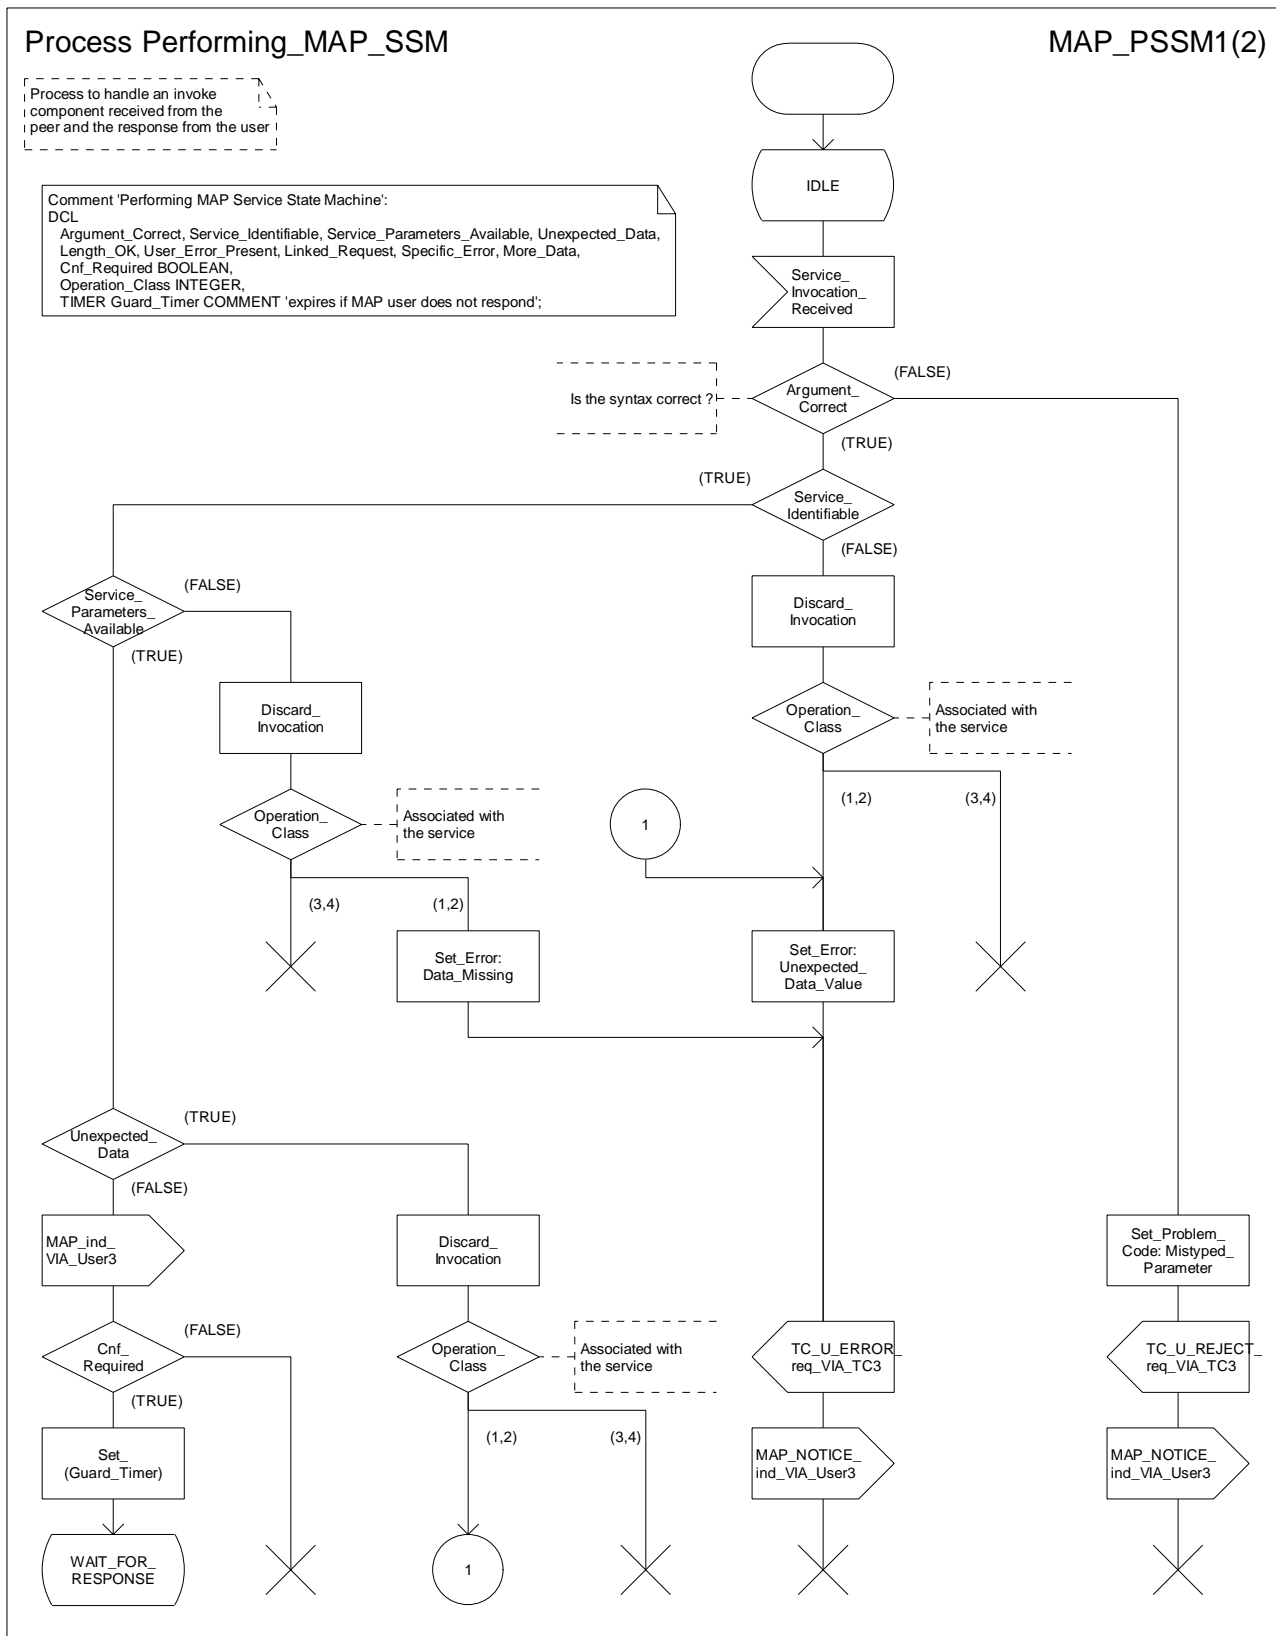 Process Performing_MAP_SSM
MAP_PSSM1(2)
Process to handle an invoke
component received from the
peer and the response from the user
IDLE
Comment 'Performing MAP Service State Machine':
DCL
Argument_Correct, Service_Identifiable, Service_Parameters_Available, Unexpected_Data,
Length_OK, User_Error_Present, Linked_Request, Specific_Error, More_Data,
Cnf_Required BOOLEAN,
Operation_Class INTEGER,
TIMER Guard_Timer COMMENT 'expires if MAP user does not respond';
Service_
Invocation_
Received
(FALSE)
Is the syntax correct ?
Argument_
Correct
(TRUE)
(TRUE)
Service_
Identifiable
(FALSE)
(FALSE)
Service_
Parameters_
Available
(TRUE)
Discard_
Invocation
Discard_
Invocation
Operation_
Class
Associated with
the service
(1,2)
(3,4)
Operation_
Class
Associated with
the service
1
(3,4)
(1,2)
Set_Error:
Data_Missing
Set_Error:
Unexpected_
Data_Value
(TRUE)
Unexpected_
Data
(FALSE)
MAP_ind_
VIA_User3
Discard_
Invocation
Set_Problem_
Code: Mistyped_
Parameter
(FALSE)
Cnf_
Required
(TRUE)
Operation_
Class
Associated with
the service
TC_U_ERROR_
req_VIA_TC3
TC_U_REJECT_
req_VIA_TC3
(1,2)
(3,4)
Set_
(Guard_Timer)
MAP_NOTICE_
ind_VIA_User3
MAP_NOTICE_
ind_VIA_User3
WAIT_FOR_
RESPONSE
1